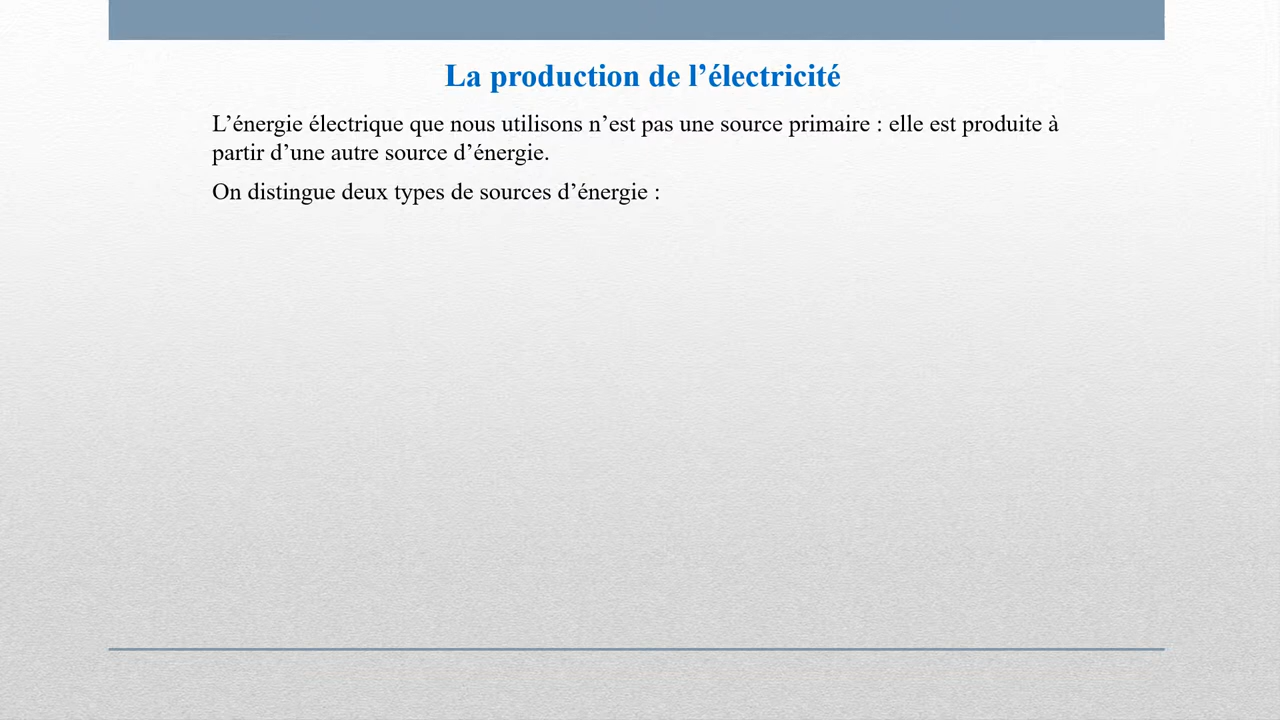 La production de l’électricité
L’énergie électrique que nous utilisons n’est pas une source primaire : elle est produite à
partir d’une autre source d’énergie.
On distingue deux types de sources d’énergie :